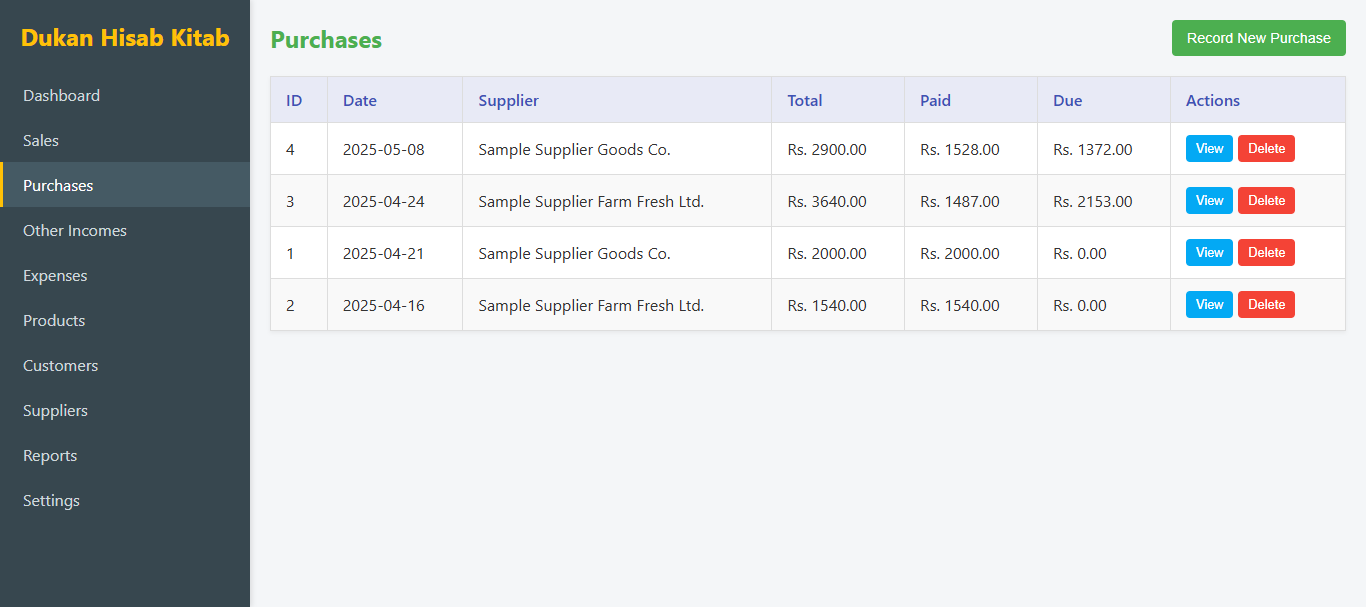 Dukan Hisab Kitab
Dashboard
Sales
Purchases
Other Incomes
Expenses
Products
Customers
Suppliers
Reports
Settings
Purchases
Record New Purchase
ID Date Supplier Total Paid Due Actions
4 2025-05-08 Sample Supplier Goods Co. Rs. 2900.00 Rs. 1528.00 Rs. 1372.00 View Delete
3 2025-04-24 Sample Supplier Farm Fresh Ltd. Rs. 3640.00 Rs. 1487.00 Rs. 2153.00 View Delete
1 2025-04-21 Sample Supplier Goods Co. Rs. 2000.00 Rs. 2000.00 Rs. 0.00 View Delete
2 2025-04-16 Sample Supplier Farm Fresh Ltd. Rs. 1540.00 Rs. 1540.00 Rs. 0.00 View Delete